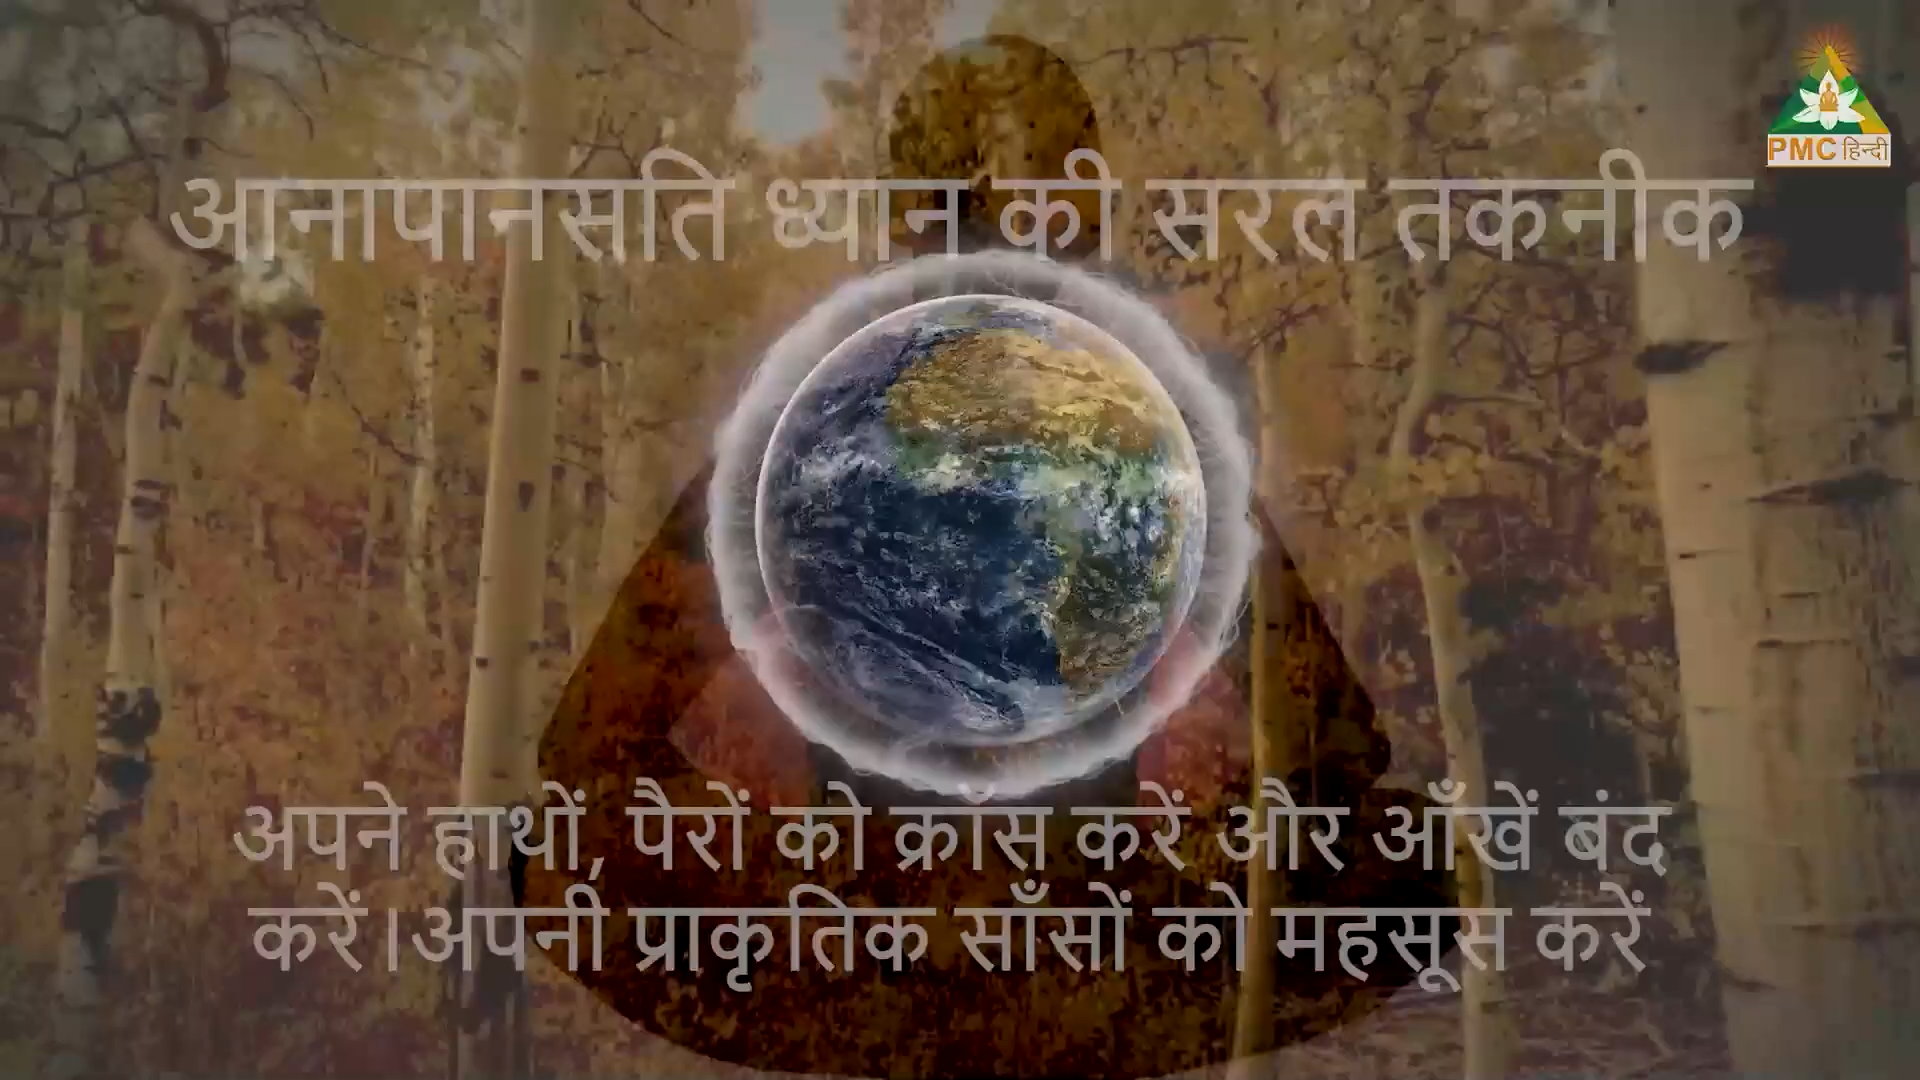 PMC हिन्दी
आनापानसति ध्यान की सरल तकनीक
अपने हाथों, पैरों को क्रॉस करें और आँखें बंद
करें।अपनी प्राकृतिक साँसों को महसूस करें